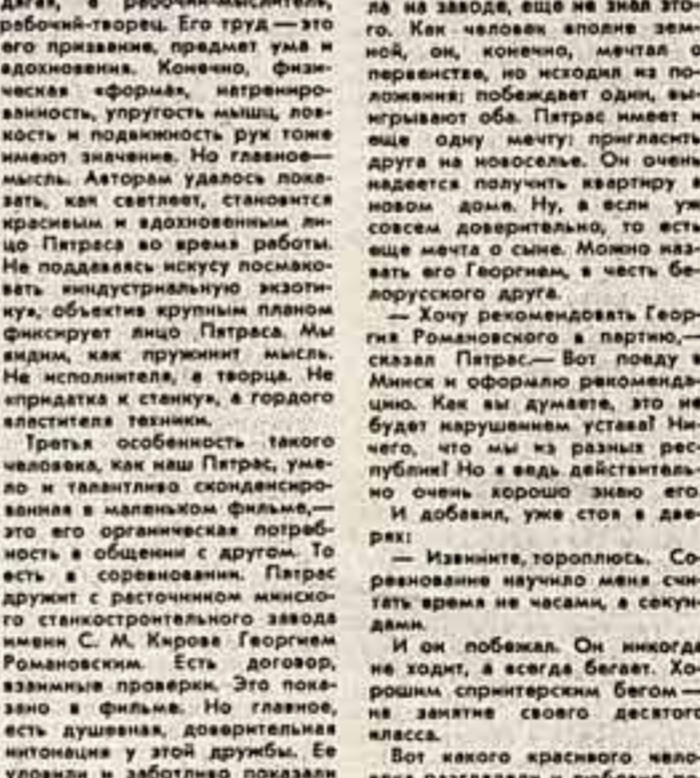 рабочий-творец. Его труд — это
его призвание, предмет ума и
вдохновения. Конечно, физи-
ческая «форма», натрениро-
ванность, упругость мышц, лов-
кость и подвижность рук тоже
имеют значение. Но главное—
мысль. Авторам удалось пока-
зать, как светлеет, становится
красивым и вдохновенным ли-
цо Пятраса во время работы.
Не поддаваясь искусу посмако-
вать «индустриальную экзоти-
ку», объектив крупным планом
фиксирует лицо Пятраса. Мы
видим, как пружинит мысль.
Не исполнителя, а творца. Не
«придатка к станку», а гордого
властителя техники.
Третья особенность такого
человека, как наш Пятрас, уме-
ло и талантливо сконденсиро-
ванная в маленьком фильме,—
это его органическая потреб-
ность в общении с другом. То
есть в соревновании. Пятрас
дружит с расточником минско-
го станкостроительного завода
имени С. М. Кирова Георгием
Романовским. Есть договор,
взаимные проверки. Это пока-
зано в фильме. Но главное,
есть душевная, доверительная
интонация у этой дружбы. Ее
уловили и заботливо показали
ла на заводе, еще не знал это-
го. Как человек вполне зем-
ной, он, конечно, мечтал о
первенстве, но исходил из по-
ложения: побеждает один, вы-
игрывают оба. Пятрас имеет и
еще одну мечту: пригласить
друга на новоселье. Он очень
надеется получить квартиру в
новом доме. Ну, а если уж
совсем доверительно, то есть
еще мечта о сыне. Можно наз-
вать его Георгием, в честь бе-
лорусского друга.
— Хочу рекомендовать Геор-
гия Романовского в партию,—
сказал Пятрас.— Вот поеду в
Минск и оформлю рекоменда-
цию. Как вы думаете, это не
будет нарушением устава? Ни-
чего, что мы из разных рес-
публик? Но я ведь действитель-
но очень хорошо знаю его.
И добавил, уже стоя в две-
рях:
— Извините, тороплюсь. Со-
ревнование научило меня счи-
тать время не часами, а секун-
дами.
И он побежал. Он никогда
не ходит, а всегда бегает. Хо-
рошим спринтерским бегом —
на занятие своего десятого
класса.
Вот какого красивого чело-